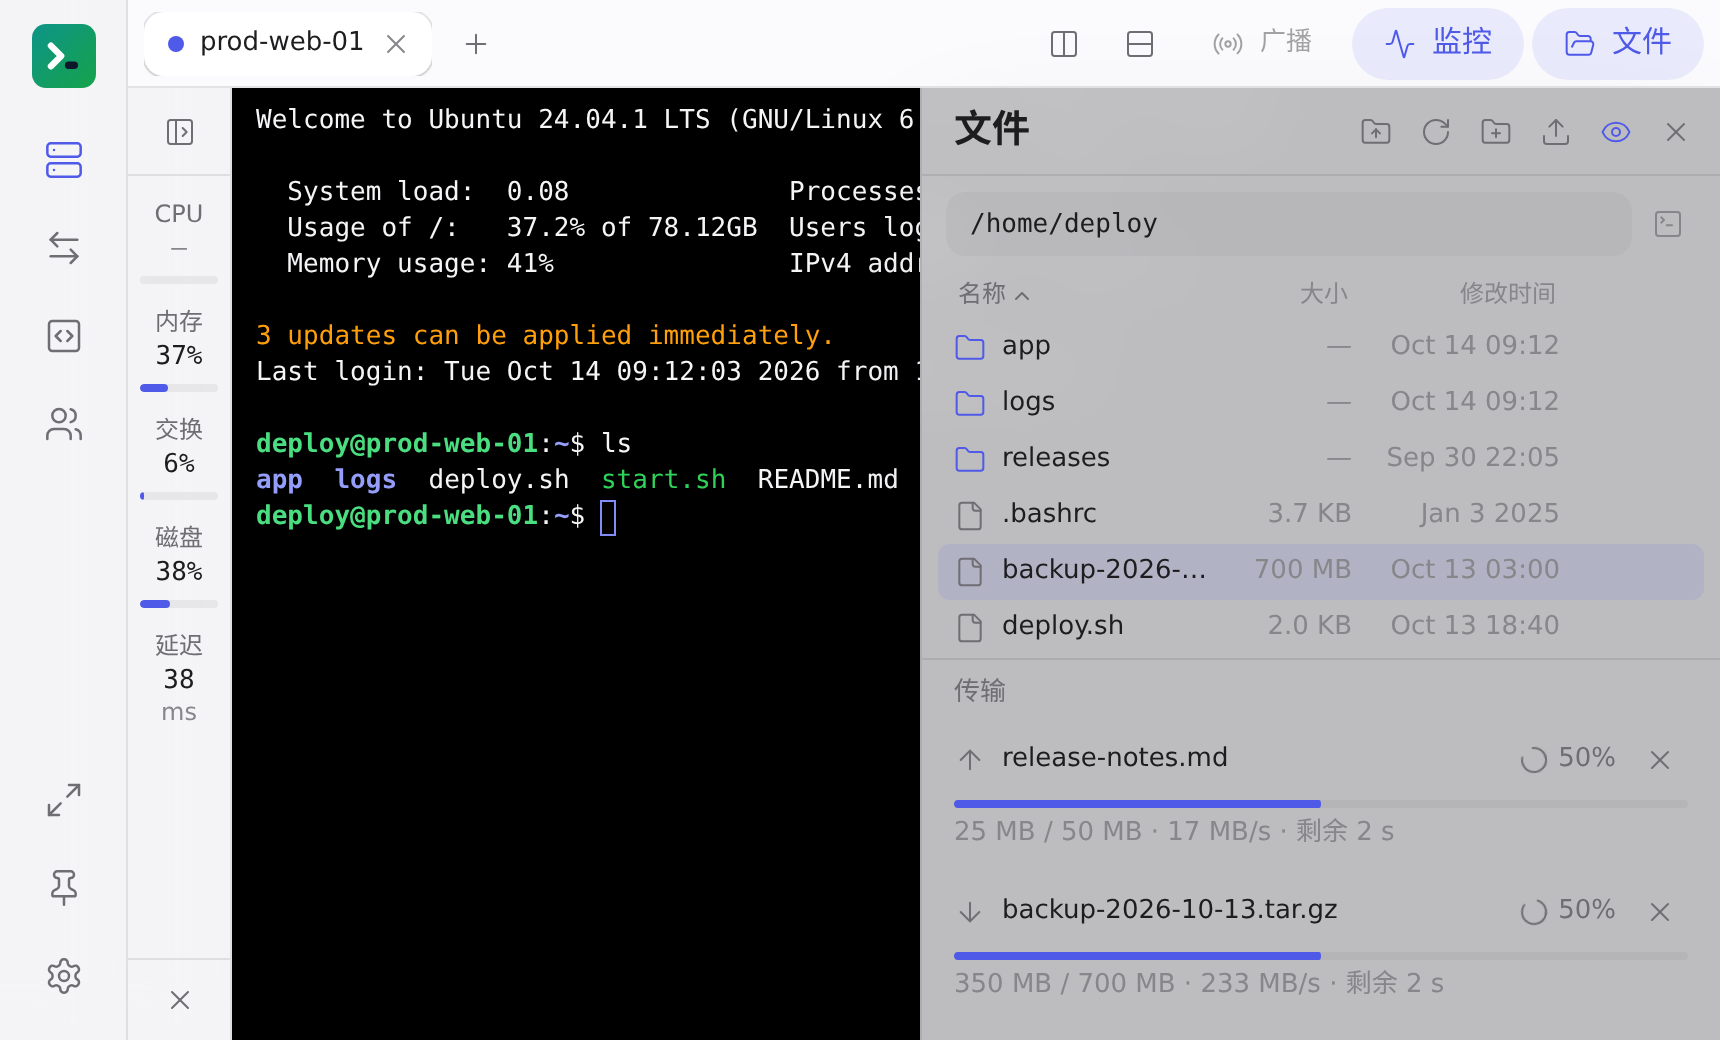 prod-web-01
广播
监控
文件
CPU
—
内存
37%
交换
6%
磁盘
38%
延迟
38
ms
Welcome to Ubuntu 24.04.1 LTS (GNU/Linux 6
System load: 0.08 Processes
Usage of /: 37.2% of 78.12GB Users log
Memory usage: 41% IPv4 addr
3 updates can be applied immediately.
Last login: Tue Oct 14 09:12:03 2026 from 1
deploy@prod-web-01:~$ ls
app logs deploy.sh start.sh README.md
deploy@prod-web-01:~$
文件
/home/deploy
名称 大小 修改时间
app — Oct 14 09:12
logs — Oct 14 09:12
releases — Sep 30 22:05
.bashrc 3.7 KB Jan 3 2025
backup-2026-... 700 MB Oct 13 03:00
deploy.sh 2.0 KB Oct 13 18:40
传输
release-notes.md 50%
25 MB / 50 MB · 17 MB/s · 剩余 2 s
backup-2026-10-13.tar.gz 50%
350 MB / 700 MB · 233 MB/s · 剩余 2 s